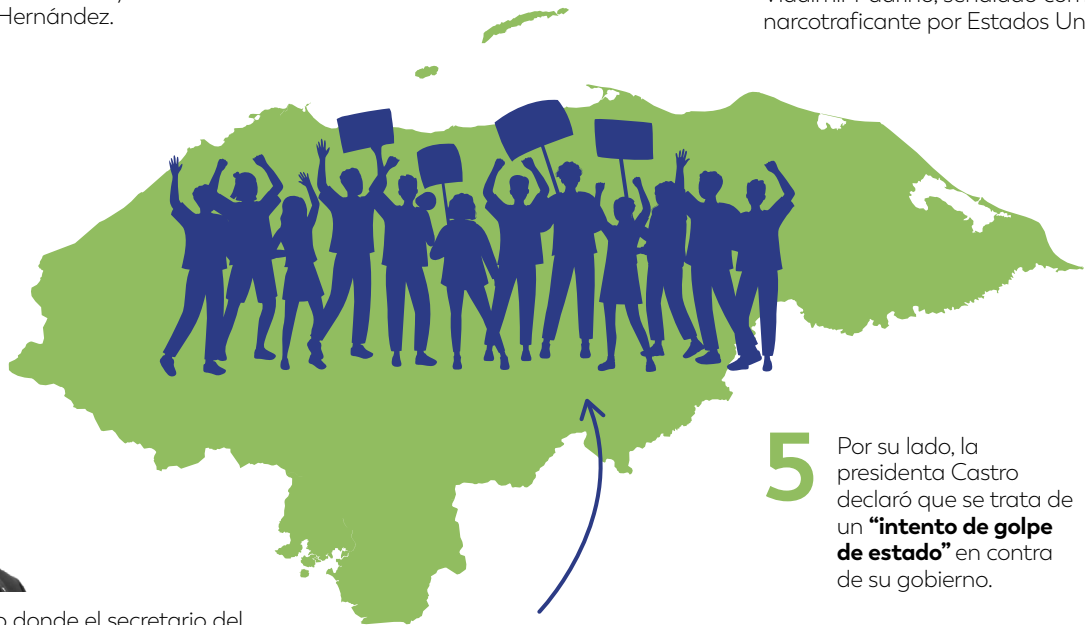 Hernández.
narcotraficante por Estados Un
5
Por su lado, la
presidenta Castro
declaró que se trata de
un “intento de golpe
de estado” en contra
de su gobierno.
o donde el secretario del